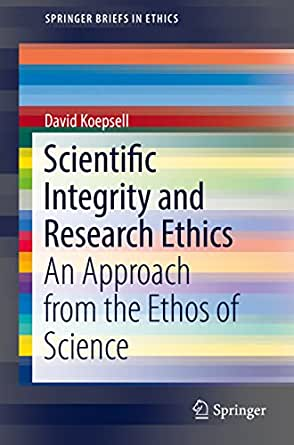 SPRINGER BRIEFS IN ETHICS
David Koepsell
Scientific
Integrity and
Research Ethics
An Approach
from the Ethos of
Science
Springer